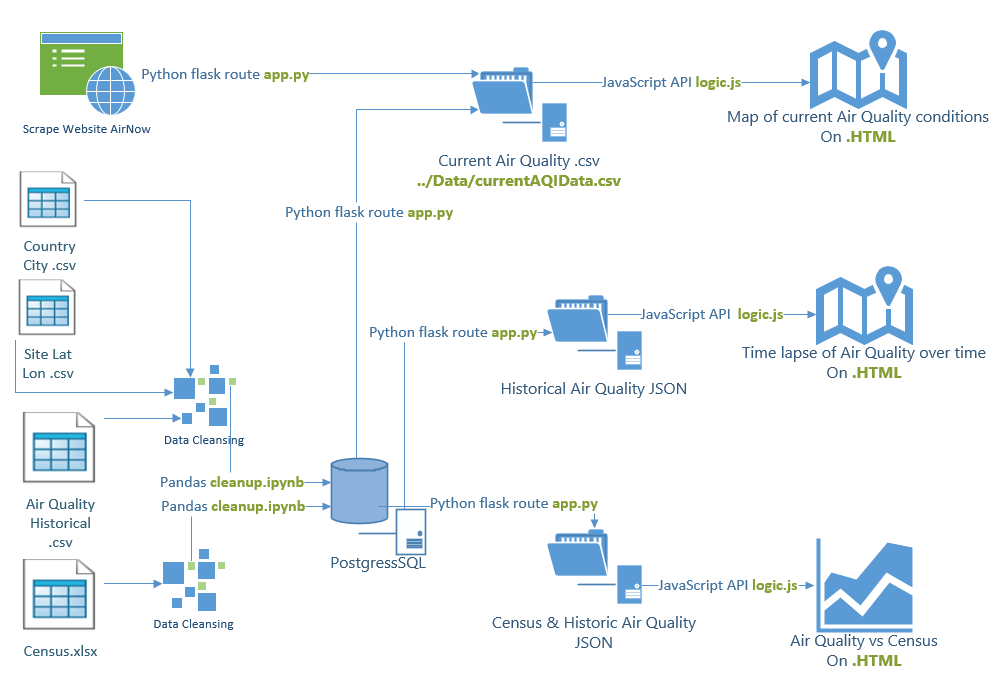 Python flask route app.py
Scrape Website AirNow
JavaScript API logic.js
Map of current Air Quality conditions
On .HTML
Current Air Quality .csv
../Data/currentAQIData.csv
Python flask route app.py
Country
City .csv
Site Lat
Lon .csv
Python flask route app.py
Historical Air Quality JSON
JavaScript API logic.js
Time lapse of Air Quality over time
On .HTML
Data Cleansing
Air Quality
Historical
.csv
Pandas cleanup.ipynb
Pandas cleanup.ipynb
PostgressSQL
Python flask route app.py
Census.xlsx
Data Cleansing
Census & Historic Air Quality
JSON
JavaScript API logic.js
Air Quality vs Census
On .HTML